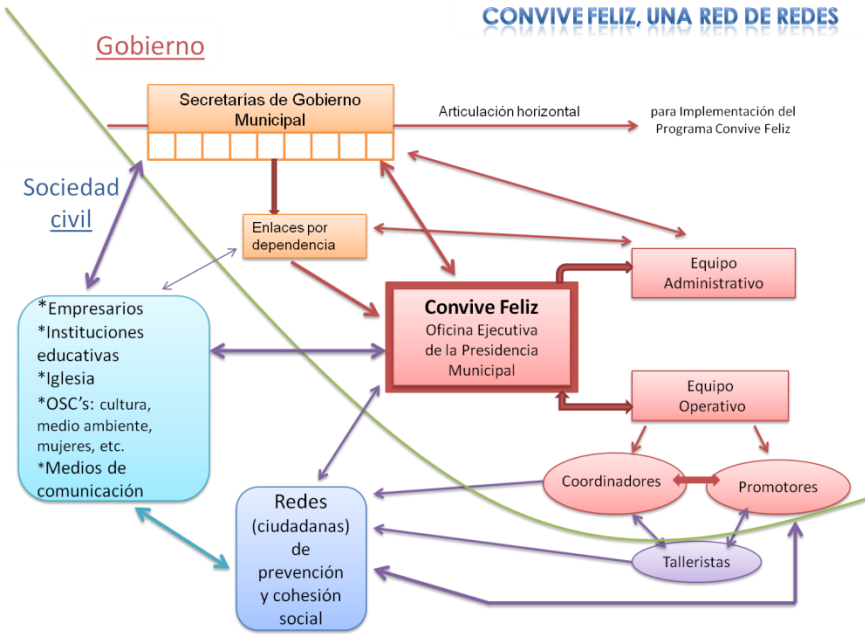 CONVIVE FELIZ, UNA RED DE REDES
Gobierno
Secretarías de Gobierno
Municipal
Articulación horizontal
para Implementación del
Programa Convive Feliz
Sociedad
civil
Enlaces por
dependencia
Equipo
Administrativo
Convive Feliz
Oficina Ejecutiva
de la Presidencia
Municipal
*Empresarios
*Instituciones
educativas
*Iglesia
*OSC's: cultura,
medio ambiente,
mujeres, etc.
*Medios de
comunicación
Equipo
Operativo
Coordinadores
Promotores
Redes
(ciudadanas)
de
prevención
y cohesión
social
Talleristas